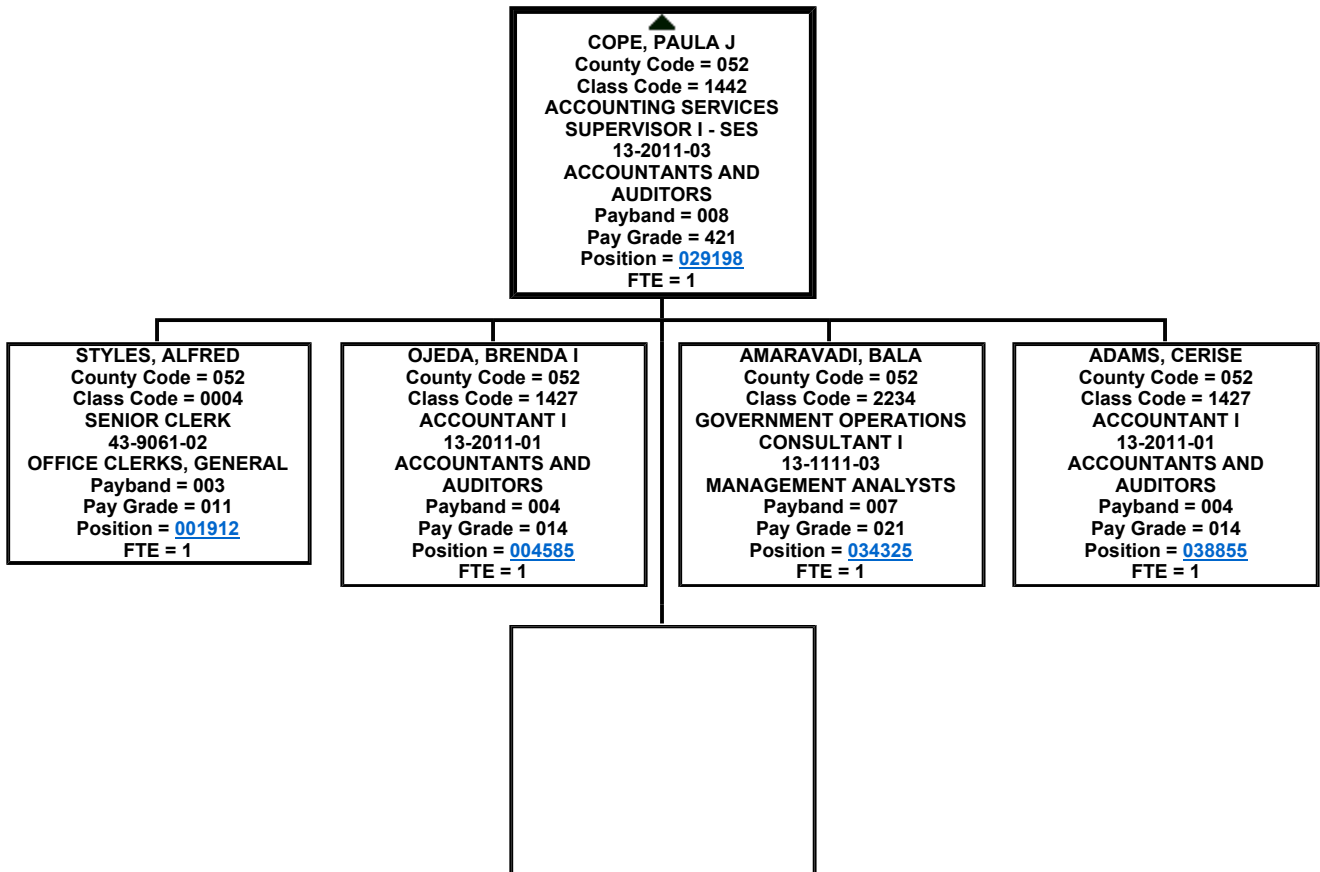 COPE, PAULA J
County Code = 052
Class Code = 1442
ACCOUNTING SERVICES
SUPERVISOR I - SES
13-2011-03
ACCOUNTANTS AND
AUDITORS
Payband = 008
Pay Grade = 421
Position = 029198
FTE = 1
STYLES, ALFRED
County Code = 052
Class Code = 0004
SENIOR CLERK
43-9061-02
OFFICE CLERKS, GENERAL
Payband = 003
Pay Grade = 011
Position = 001912
FTE = 1
OJEDA, BRENDA I
County Code = 052
Class Code = 1427
ACCOUNTANT I
13-2011-01
ACCOUNTANTS AND
AUDITORS
Payband = 004
Pay Grade = 014
Position = 004585
FTE = 1
AMARAVADI, BALA
County Code = 052
Class Code = 2234
GOVERNMENT OPERATIONS
CONSULTANT I
13-1111-03
MANAGEMENT ANALYSTS
Payband = 007
Pay Grade = 021
Position = 034325
FTE = 1
ADAMS, CERISE
County Code = 052
Class Code = 1427
ACCOUNTANT I
13-2011-01
ACCOUNTANTS AND
AUDITORS
Payband = 004
Pay Grade = 014
Position = 038855
FTE = 1